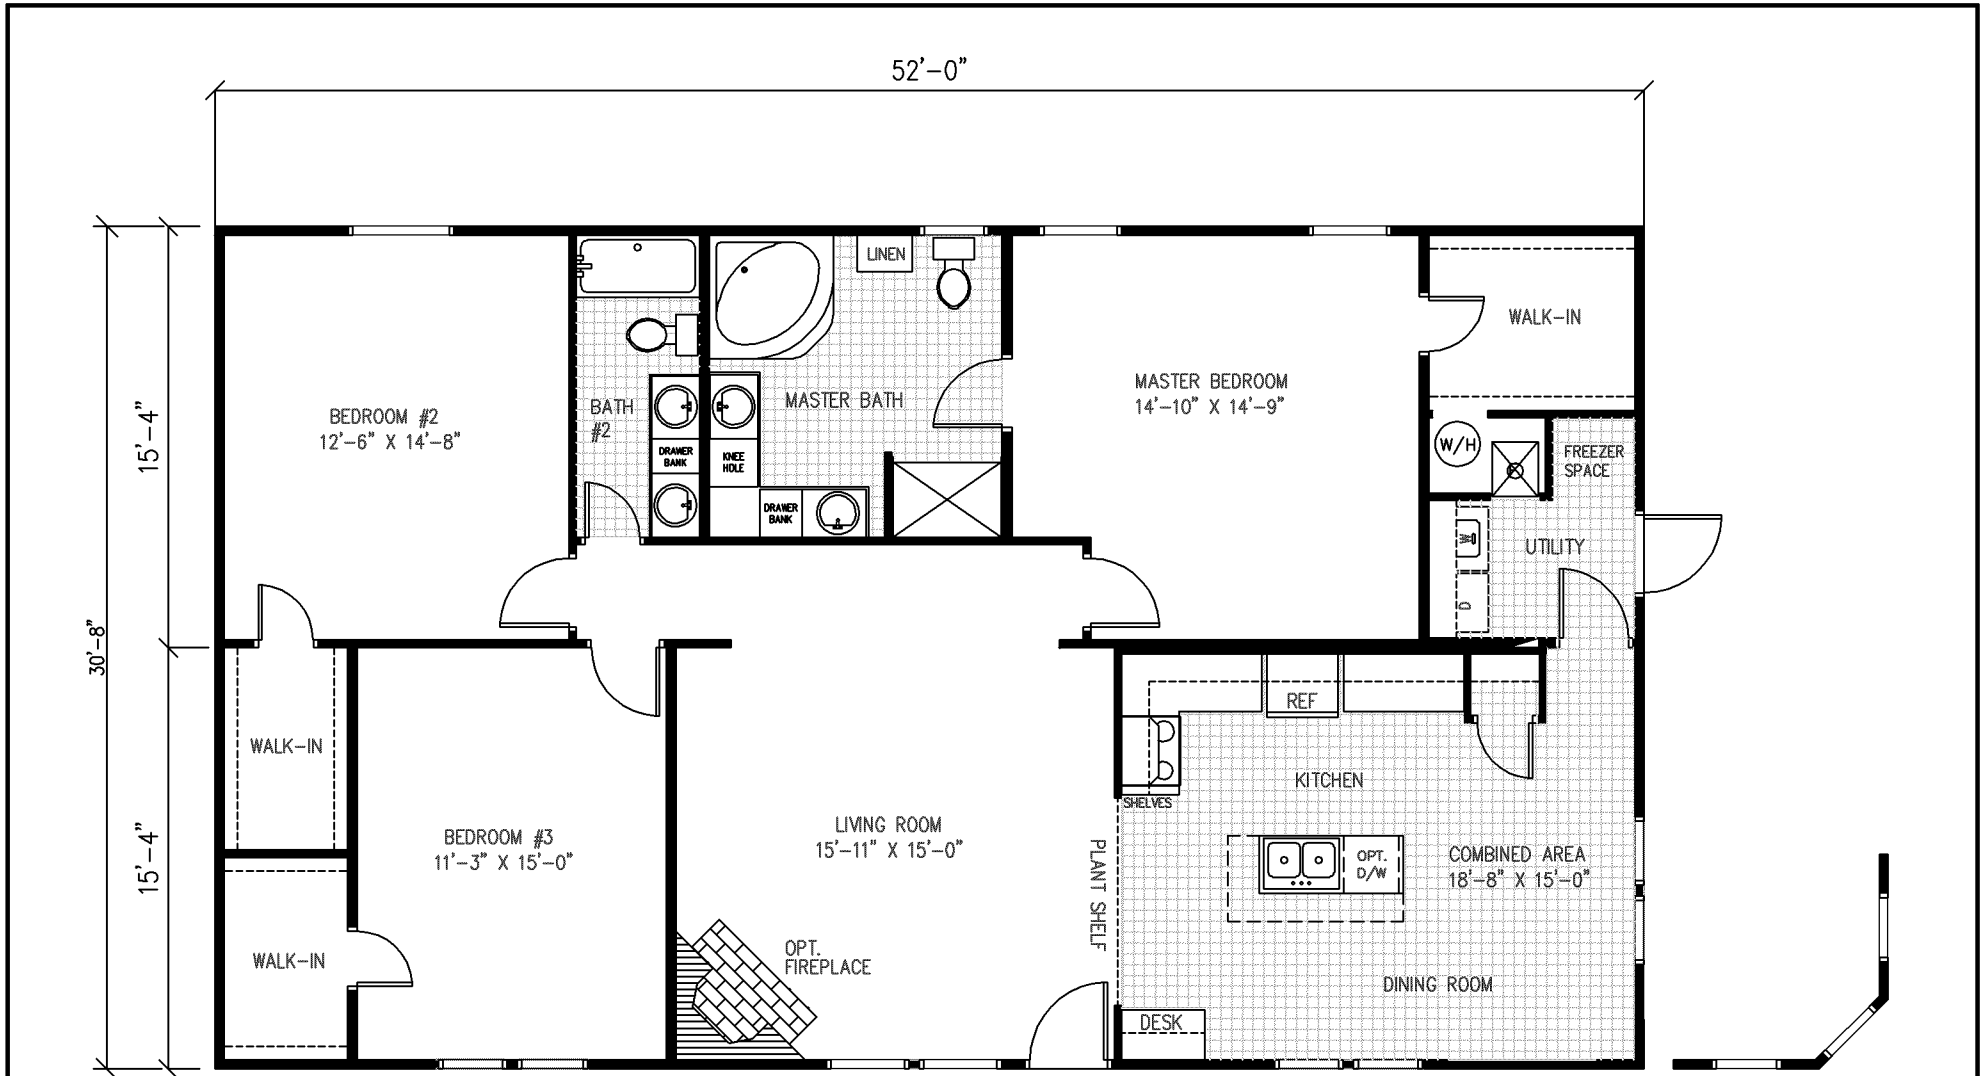 52'-0"
LINEN
WALK-IN
MASTER BEDROOM
14'-10" X 14'-9"
MASTER BATH
BATH
#2
BEDROOM #2
12'-6" X 14'-8"
15'-4"
W/H
FREEZER
SPACE
DRAWER
BANK
KNEE
HOLE
DRAWER
BANK
W
UTILITY
D
30'-8"
REF
WALK-IN
KITCHEN
SHELVES
LIVING ROOM
15'-11" X 15'-0"
BEDROOM #3
11'-3" X 15'-0"
15'-4"
PLANT SHELF
OPT.
D/W
COMBINED AREA
18'-8" X 15'-0"
OPT.
FIREPLACE
WALK-IN
DINING ROOM
DESK